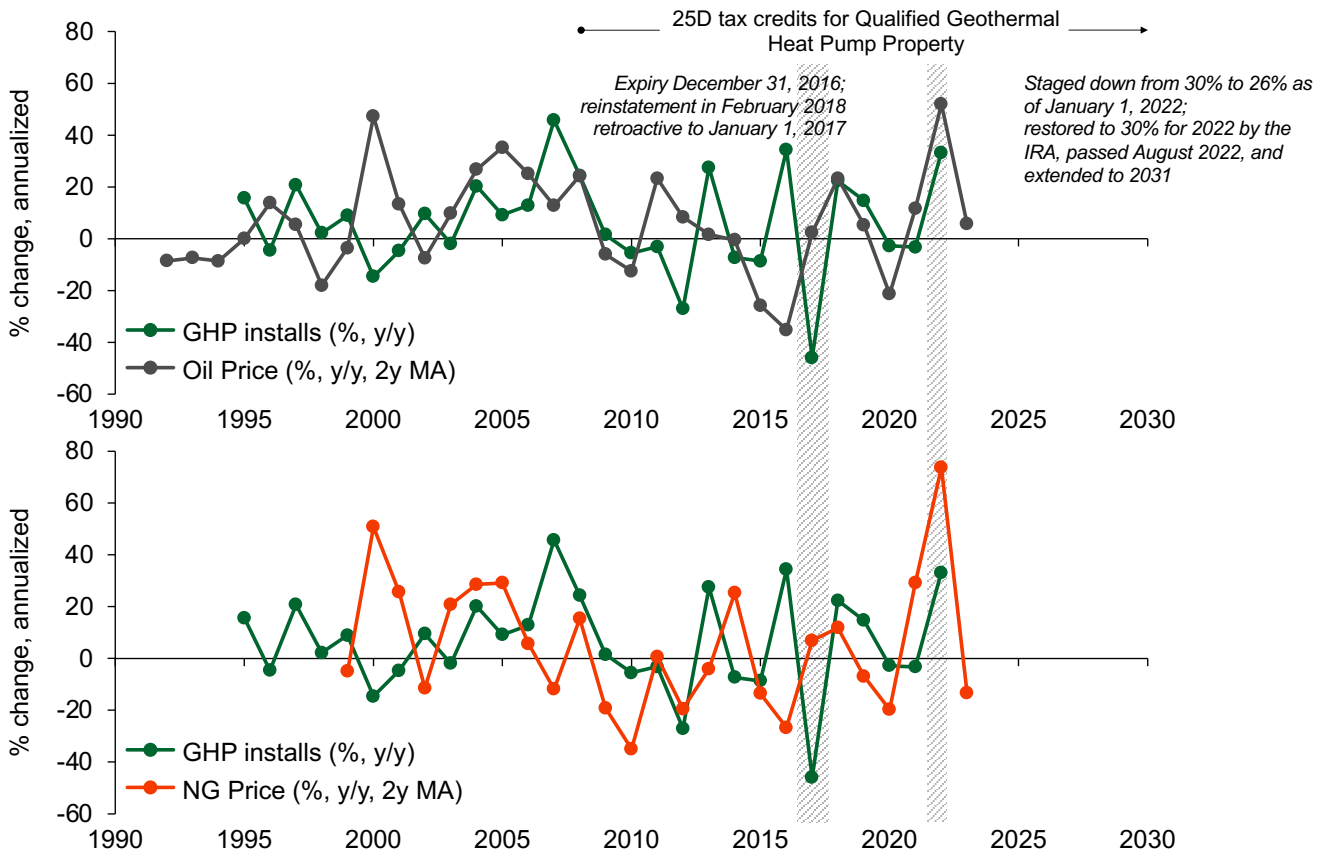 25D tax credits for Qualified Geothermal
Heat Pump Property
Expiry December 31, 2016;
reinstatement in February 2018
retroactive to January 1, 2017
Staged down from 30% to 26% as
of January 1, 2022;
restored to 30% for 2022 by the
IRA, passed August 2022, and
extended to 2031
% change, annualized
80
60
40
20
0
-20
-40
-60
GHP installs (%, y/y)
Oil Price (%, y/y, 2y MA)
1990 1995 2000 2005 2010 2015 2020 2025 2030
% change, annualized
80
60
40
20
0
-20
-40
-60
GHP installs (%, y/y)
NG Price (%, y/y, 2y MA)
1990 1995 2000 2005 2010 2015 2020 2025 2030